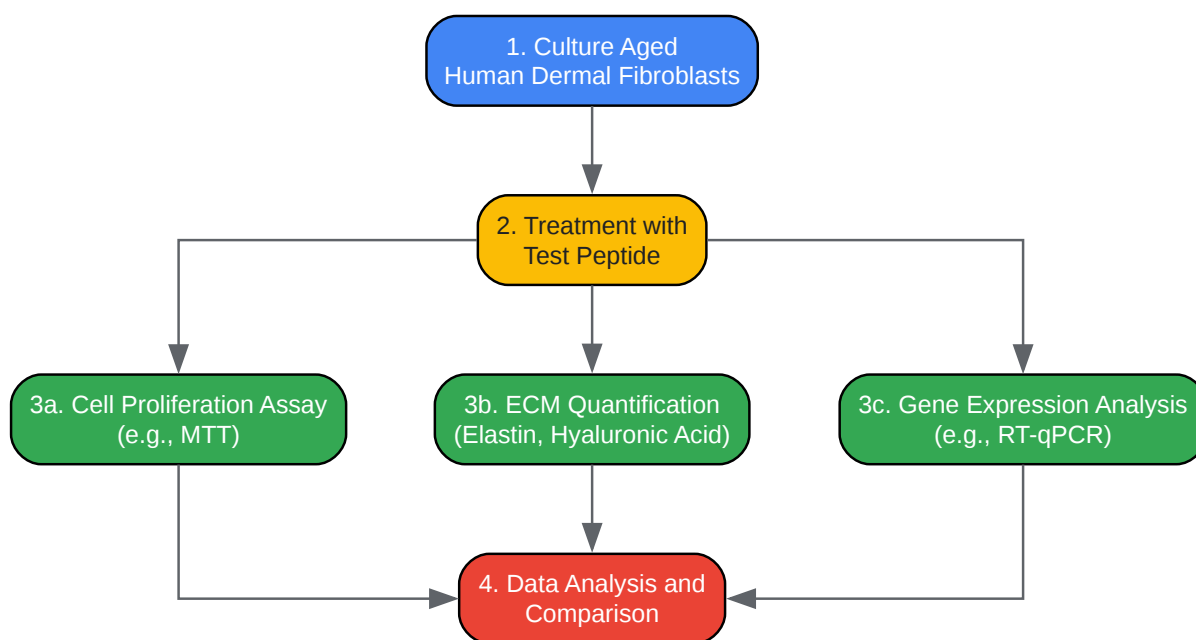 1. Culture Aged
Human Dermal Fibroblasts
2. Treatment with
Test Peptide
3a. Cell Proliferation Assay
(e.g., MTT)
3b. ECM Quantification
(Elastin, Hyaluronic Acid)
3c. Gene Expression Analysis
(e.g., RT-qPCR)
4. Data Analysis and
Comparison